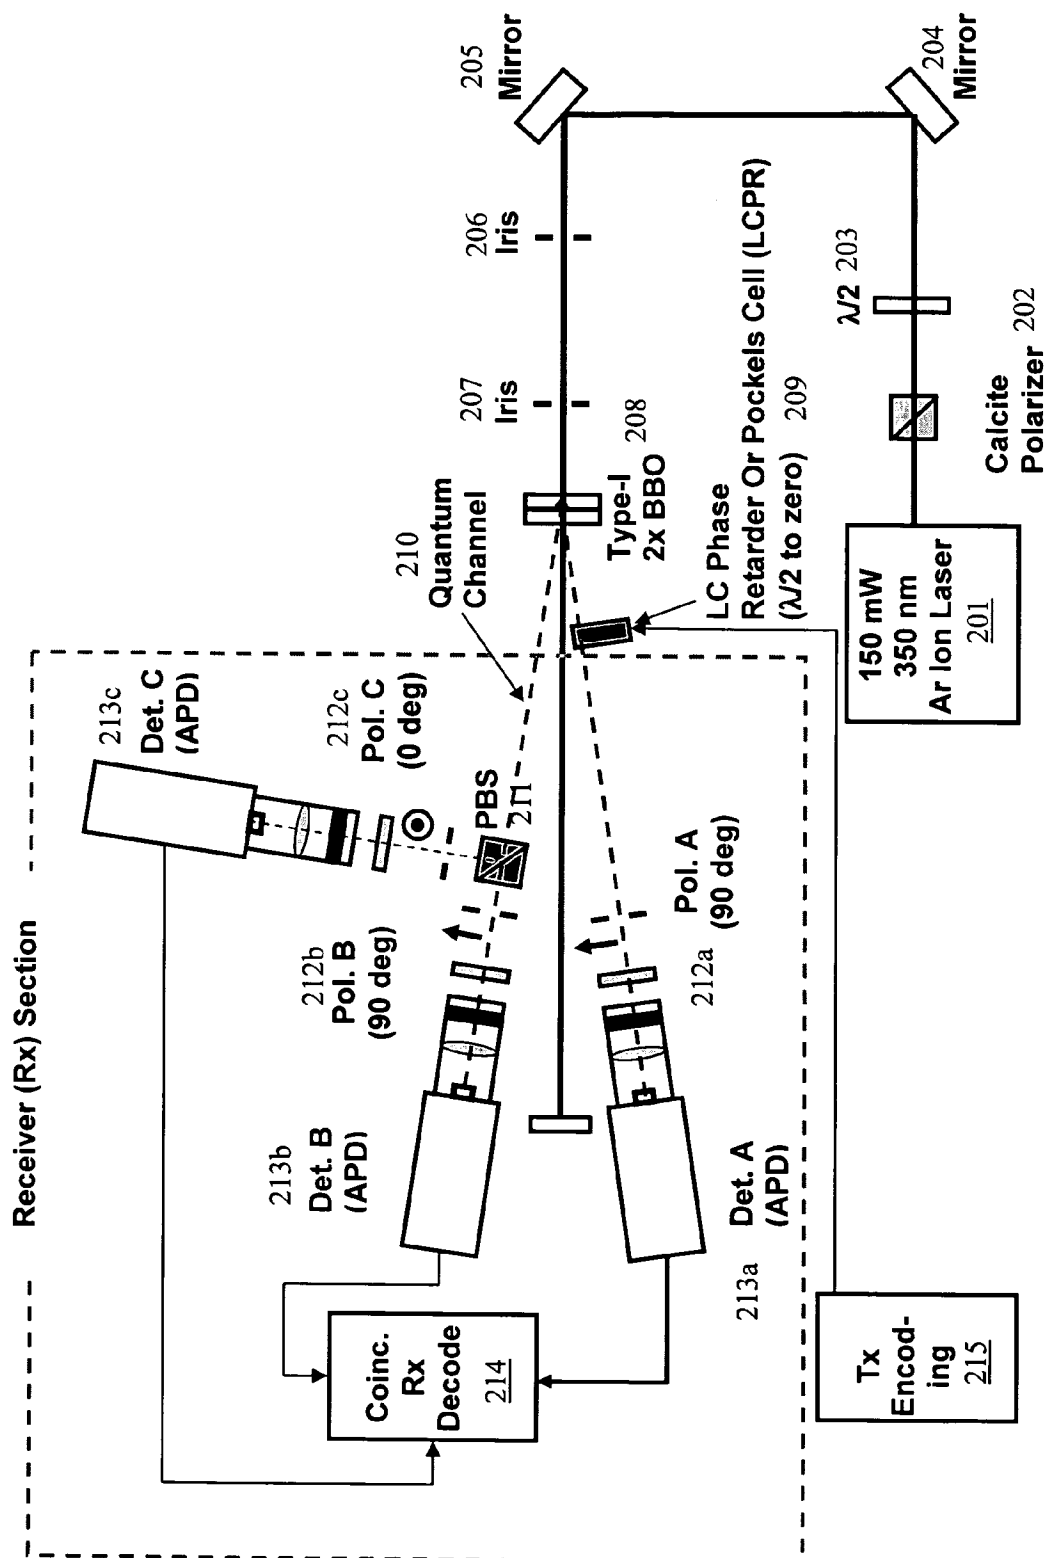 Receiver (Rx) Section
213c
Det. C
(APD)
212c
Pol. C
(0 deg)
PBS
211
212b
Pol. B
(90 deg)
213b
Det. B
(APD)
Coinc.
Rx
Decode
214
210
Quantum
Channel
207
Iris
206
Iris
205
Mirror
204
Mirror
Type-I
2x BBO 208
LC Phase
Retarder Or Pockels Cell (LCPR)
(λ/2 to zero) 209
Pol. A
(90 deg)
212a
Det. A
(APD)
213a
λ/2 203
Calcite
Polarizer 202
150 mW
350 nm
Ar Ion Laser
201
Tx
Encod-
ing
215